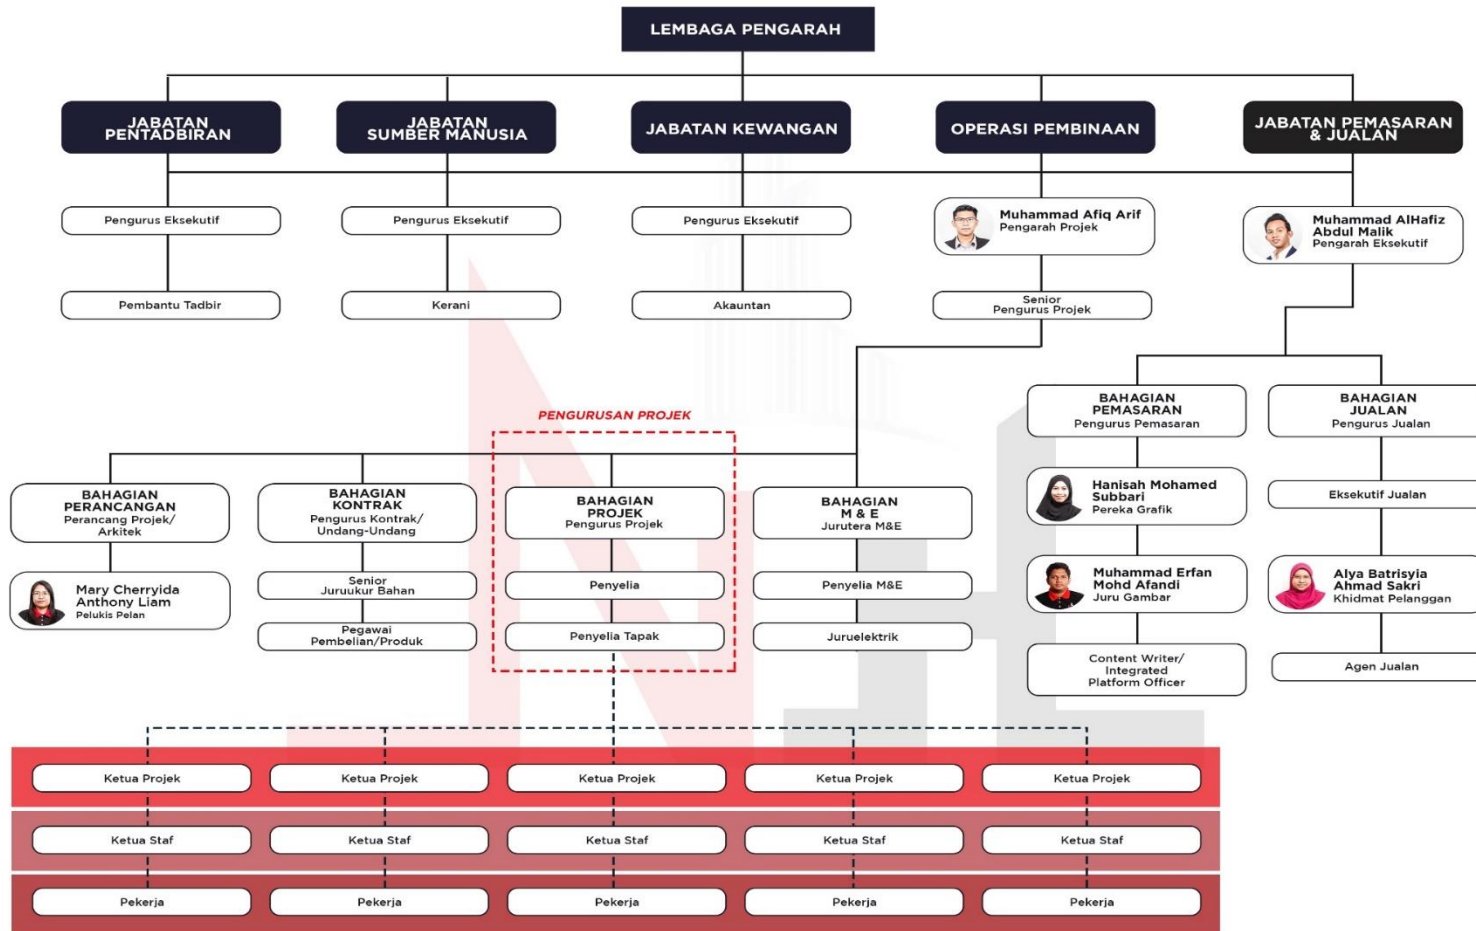 LEMBAGA PENGARAH
JABATAN
PENTADBIRAN
JABATAN
SUMBER MANUSIA
JABATAN KEWANGAN
OPERASI PEMBINAAN
JABATAN PEMASARAN
& JUALAN
Pengurus Eksekutif
Pengurus Eksekutif
Pengurus Eksekutif
Muhammad Afiq Arif
Pengarah Projek
Muhammad AlHafiz
Abdul Malik
Pengarah Eksekutif
Pembantu Tadbir
Kerani
Akauntan
Senior
Pengurus Projek
BAHAGIAN
PEMASARAN
Pengurus Pemasaran
BAHAGIAN
JUALAN
Pengurus Jualan
PENGURUSAN PROJEK
BAHAGIAN
PERANCANGAN
Perancang Projek/
Arkitek
BAHAGIAN
KONTRAK
Pengurus Kontrak/
Undang-Undang
BAHAGIAN
PROJEK
Pengurus Projek
BAHAGIAN
M & E
Jurutera M&E
Hanisah Mohamed
Subbari
Pereka Grafik
Eksekutif Jualan
Mary Cherryida
Anthony Liam
Pelukis Pelan
Senior
Juruukur Bahan
Penyelia
Penyelia M&E
Muhammad Erfan
Mohd Afandi
Juru Gambar
Alya Batrisyia
Ahmad Sakri
Khidmat Pelanggan
Pegawai
Pembelian/Produk
Penyelia Tapak
Juruelektrik
Content Writer/
Integrated
Platform Officer
Agen Jualan
Ketua Projek
Ketua Projek
Ketua Projek
Ketua Projek
Ketua Projek
Ketua Staf
Ketua Staf
Ketua Staf
Ketua Staf
Ketua Staf
Pekerja
Pekerja
Pekerja
Pekerja
Pekerja